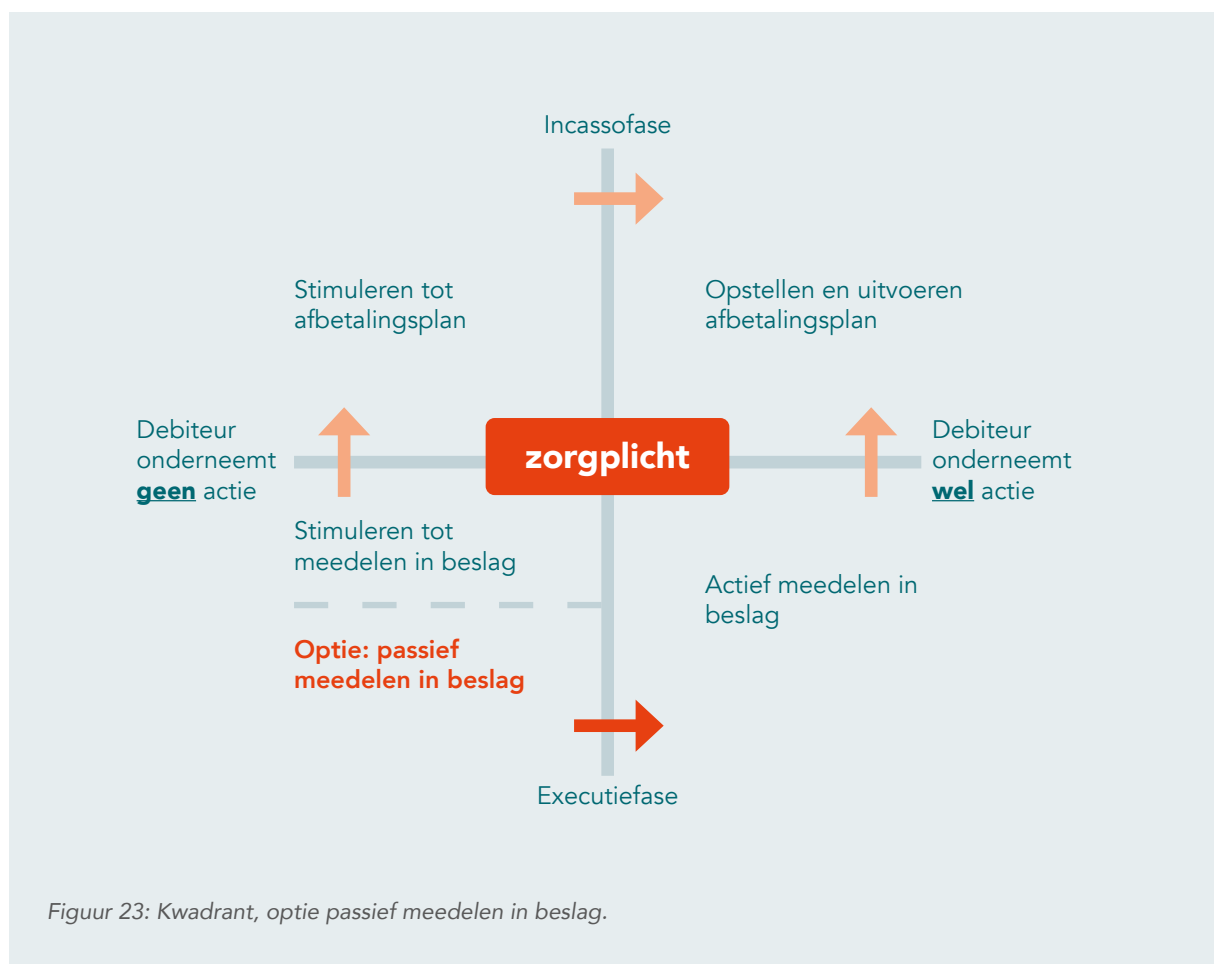 Incassofase
Stimuleren tot
afbetalingsplan
Opstellen en uitvoeren
afbetalingsplan
Debiteur
onderneemt
geen actie
zorgplicht
Debiteur
onderneemt
wel actie
Stimuleren tot
meedelen in beslag
Actief meedelen in
beslag
Optie: passief
meedelen in beslag
Executiefase
Figuur 23: Kwadrant, optie passief meedelen in beslag.